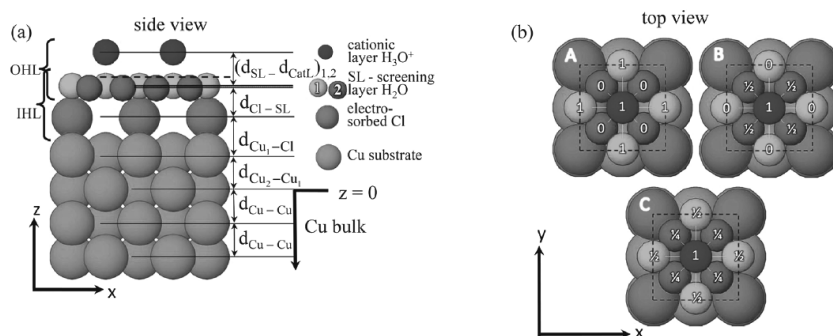 (a)
side view
OHL
IHL
(d_SL – d_CatL)1,2
d_Cl–SL
d_Cu1–Cl
d_Cu2–Cu1
d_Cu–Cu
d_Cu–Cu
z = 0
Cu bulk
z
x
cationic
layer H₃O⁺
1 2 SL - screening
layer H₂O
electro-
sorbed Cl
Cu substrate
(b)
top view
A
1
0 0
1 1 1
0 0
1
B
0
½ ½
0 1 0
½ ½
0
C
½
¼ ¼
½ 1 ½
¼ ¼
½
y
x